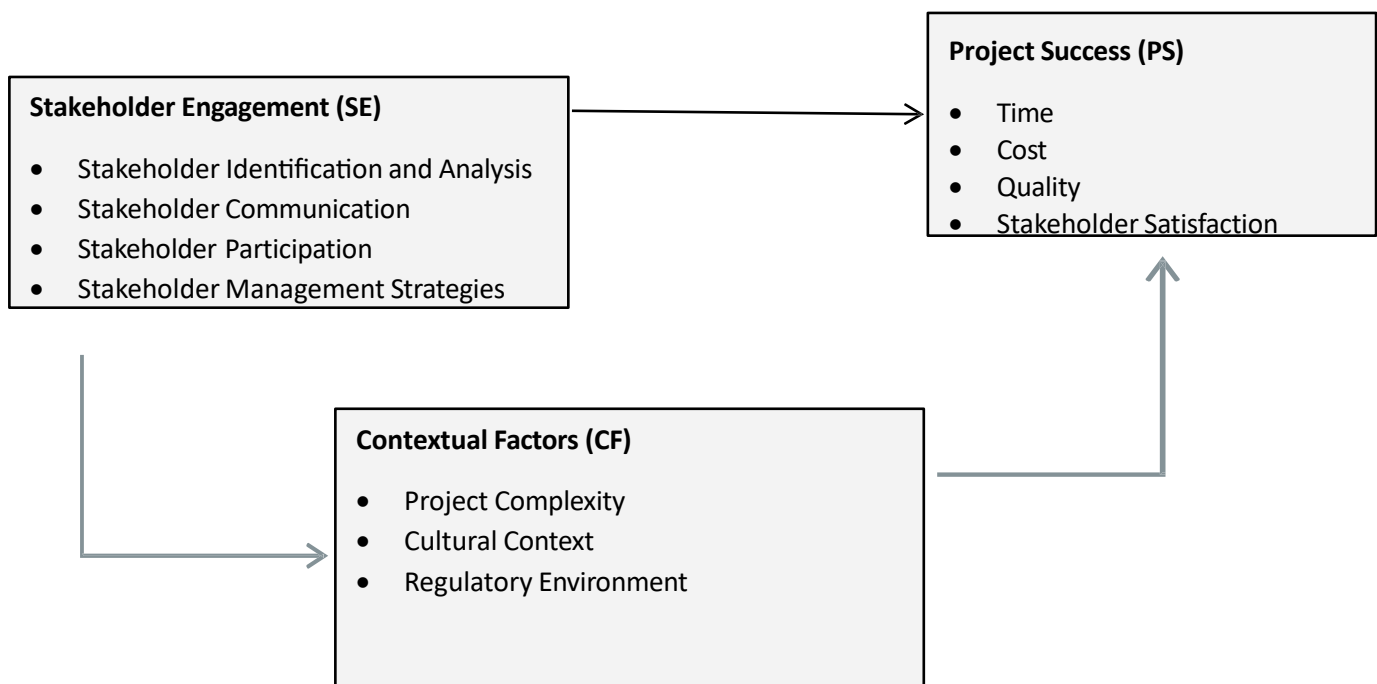 Project Success (PS)
• Time
• Cost
• Quality
• Stakeholder Satisfaction
Stakeholder Engagement (SE)
• Stakeholder Identification and Analysis
• Stakeholder Communication
• Stakeholder Participation
• Stakeholder Management Strategies
Contextual Factors (CF)
• Project Complexity
• Cultural Context
• Regulatory Environment